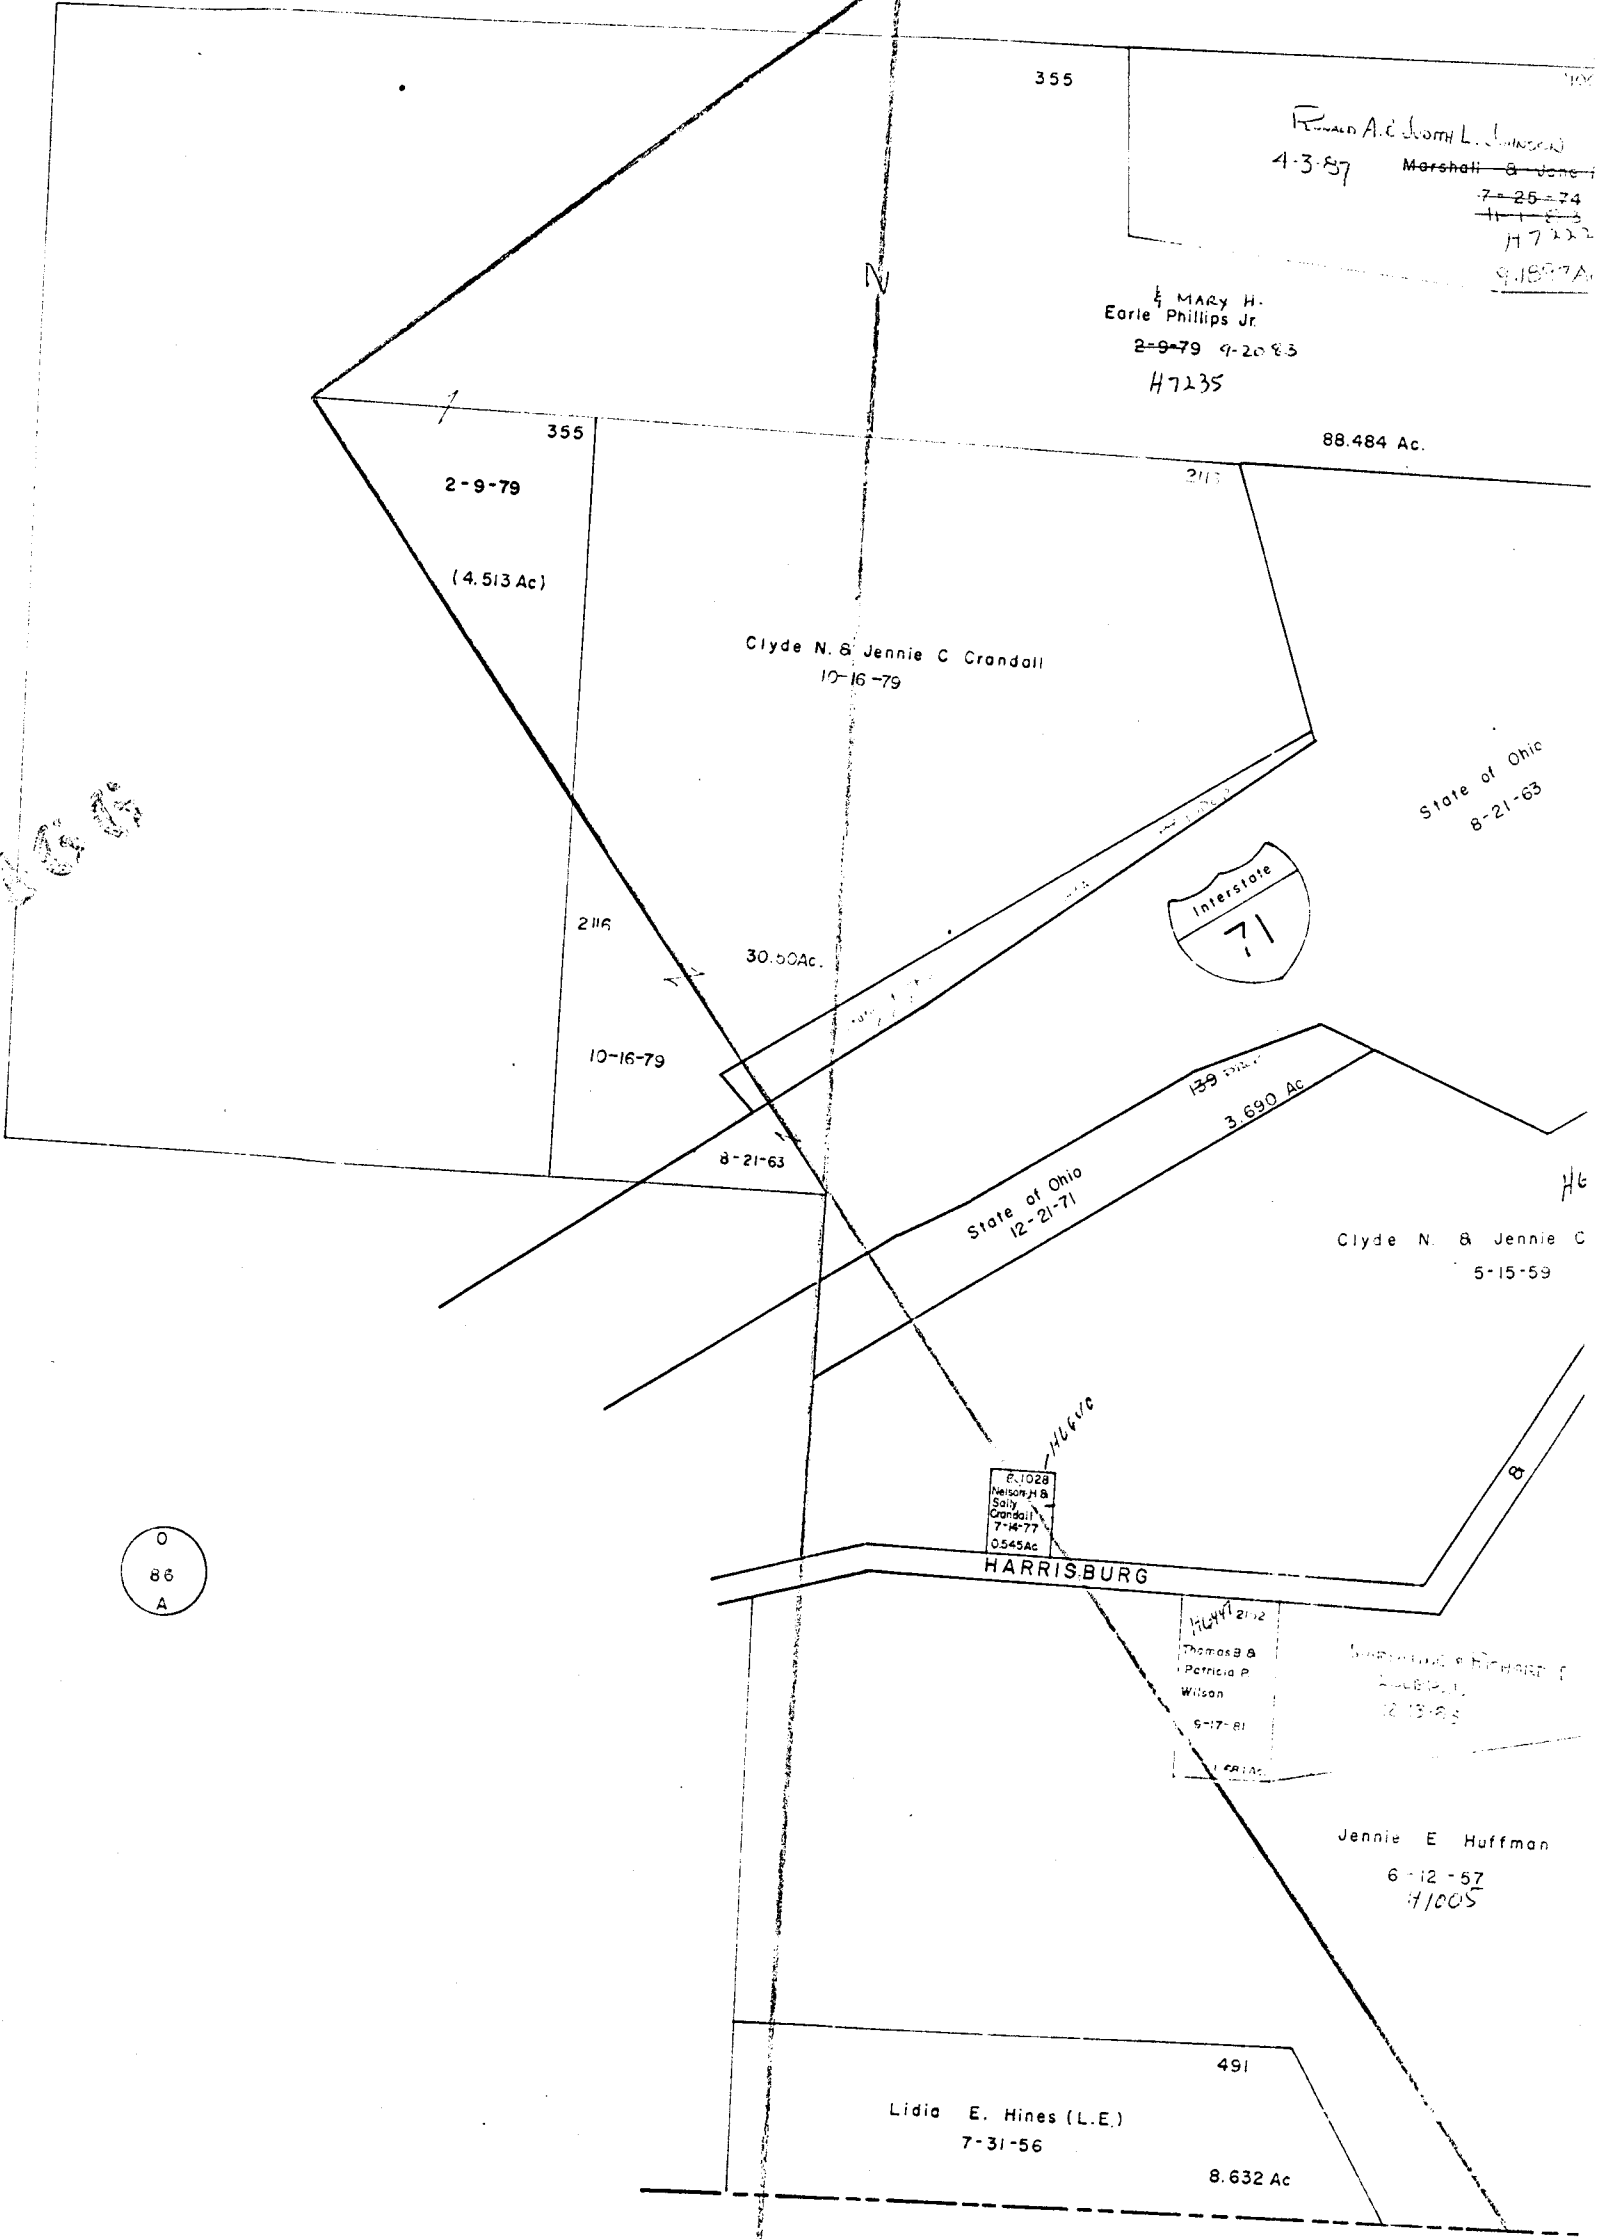 355
4-3-87
Marshall & Jane
7-25-74
11-1-83
H7222
& MARY H.
Earle Phillips Jr.
2-9-79 9-20 83
H7235
88.484 Ac.
355
2-9-79
(4.513 Ac)
Clyde N. & Jennie C Crandall
10-16-79
State of Ohio
8-21-63
Interstate
71
2116
30.50Ac.
10-16-79
8-21-63
139
3.690 Ac
State of Ohio
12-21-71
Clyde N. & Jennie C
5-15-59
&
1028
Nelson H &
Sally
Crandall
7-14-77
0.545Ac
HARRISBURG
O
86
A
Thomas B &
Patricia P.
Wilson
9-17-81
Jennie E Huffman
6-12-57
H1005
491
Lidia E. Hines (L.E.)
7-31-56
8.632 Ac